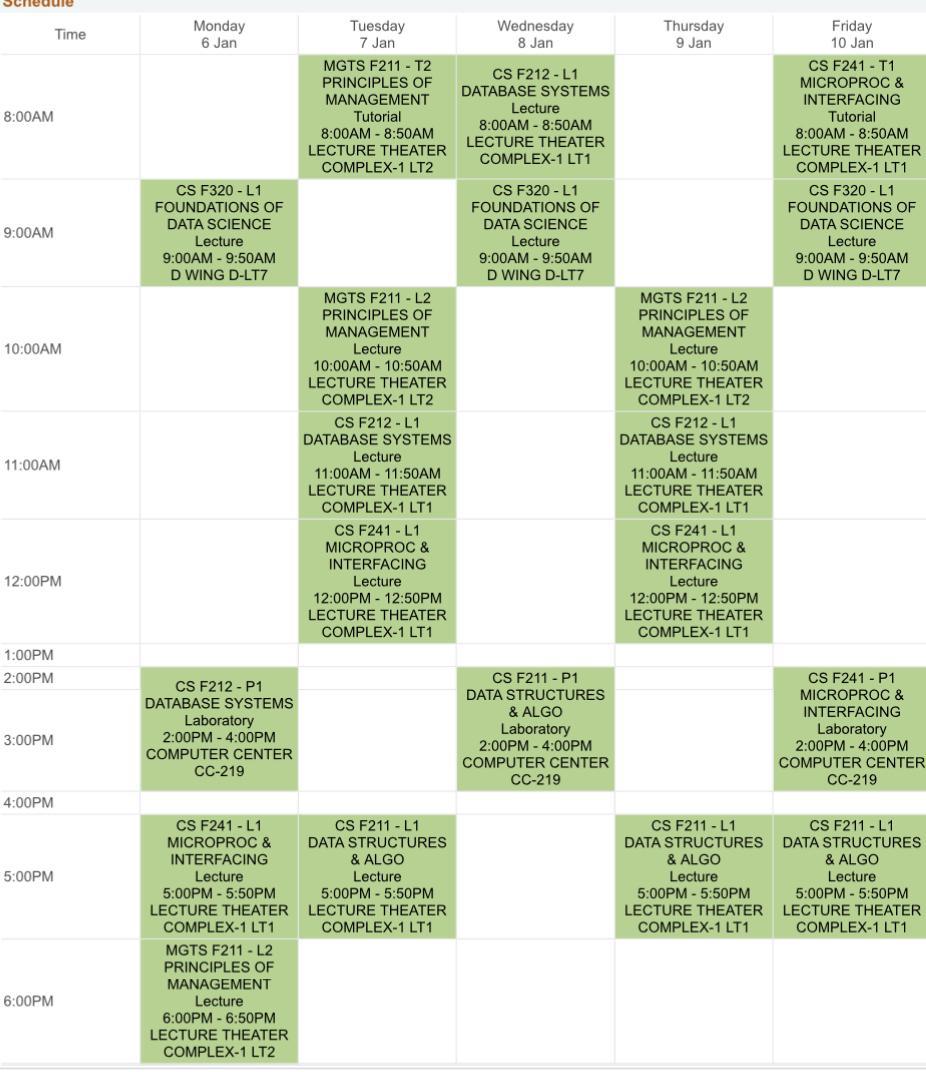 Schedule
Time
Monday
6 Jan
Tuesday
7 Jan
Wednesday
8 Jan
Thursday
9 Jan
Friday
10 Jan
8:00AM
MGTS F211 - T2
PRINCIPLES OF
MANAGEMENT
Tutorial
8:00AM - 8:50AM
LECTURE THEATER
COMPLEX-1 LT2
CS F212 - L1
DATABASE SYSTEMS
Lecture
8:00AM - 8:50AM
LECTURE THEATER
COMPLEX-1 LT1
CS F241 - T1
MICROPROC &
INTERFACING
Tutorial
8:00AM - 8:50AM
LECTURE THEATER
COMPLEX-1 LT1
9:00AM
CS F320 - L1
FOUNDATIONS OF
DATA SCIENCE
Lecture
9:00AM - 9:50AM
D WING D-LT7
CS F320 - L1
FOUNDATIONS OF
DATA SCIENCE
Lecture
9:00AM - 9:50AM
D WING D-LT7
CS F320 - L1
FOUNDATIONS OF
DATA SCIENCE
Lecture
9:00AM - 9:50AM
D WING D-LT7
10:00AM
MGTS F211 - L2
PRINCIPLES OF
MANAGEMENT
Lecture
10:00AM - 10:50AM
LECTURE THEATER
COMPLEX-1 LT2
MGTS F211 - L2
PRINCIPLES OF
MANAGEMENT
Lecture
10:00AM - 10:50AM
LECTURE THEATER
COMPLEX-1 LT2
11:00AM
CS F212 - L1
DATABASE SYSTEMS
Lecture
11:00AM - 11:50AM
LECTURE THEATER
COMPLEX-1 LT1
CS F212 - L1
DATABASE SYSTEMS
Lecture
11:00AM - 11:50AM
LECTURE THEATER
COMPLEX-1 LT1
12:00PM
CS F241 - L1
MICROPROC &
INTERFACING
Lecture
12:00PM - 12:50PM
LECTURE THEATER
COMPLEX-1 LT1
CS F241 - L1
MICROPROC &
INTERFACING
Lecture
12:00PM - 12:50PM
LECTURE THEATER
COMPLEX-1 LT1
1:00PM
2:00PM
CS F212 - P1
DATABASE SYSTEMS
Laboratory
2:00PM - 4:00PM
COMPUTER CENTER
CC-219
CS F211 - P1
DATA STRUCTURES
& ALGO
Laboratory
2:00PM - 4:00PM
COMPUTER CENTER
CC-219
CS F241 - P1
MICROPROC &
INTERFACING
Laboratory
2:00PM - 4:00PM
COMPUTER CENTER
CC-219
3:00PM
4:00PM
5:00PM
CS F241 - L1
MICROPROC &
INTERFACING
Lecture
5:00PM - 5:50PM
LECTURE THEATER
COMPLEX-1 LT1
CS F211 - L1
DATA STRUCTURES
& ALGO
Lecture
5:00PM - 5:50PM
LECTURE THEATER
COMPLEX-1 LT1
CS F211 - L1
DATA STRUCTURES
& ALGO
Lecture
5:00PM - 5:50PM
LECTURE THEATER
COMPLEX-1 LT1
CS F211 - L1
DATA STRUCTURES
& ALGO
Lecture
5:00PM - 5:50PM
LECTURE THEATER
COMPLEX-1 LT1
6:00PM
MGTS F211 - L2
PRINCIPLES OF
MANAGEMENT
Lecture
6:00PM - 6:50PM
LECTURE THEATER
COMPLEX-1 LT2